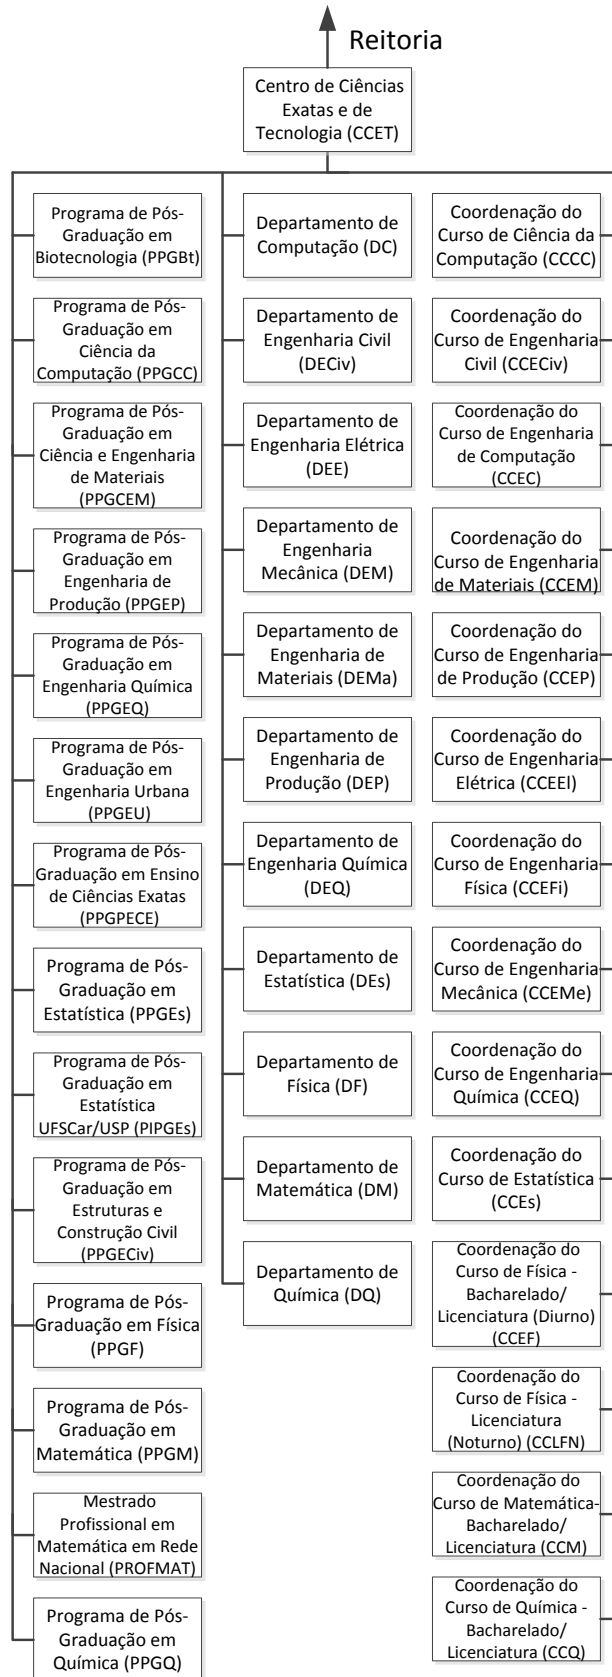 Reitoria
Centro de Ciências
Exatas e de
Tecnologia (CCET)
Programa de Pós-
Graduação em
Biotecnologia (PPGBt)
Programa de Pós-
Graduação em
Ciência da
Computação (PPGCC)
Programa de Pós-
Graduação em
Ciência e Engenharia
de Materiais
(PPGCEM)
Programa de Pós-
Graduação em
Engenharia de
Produção (PPGEP)
Programa de Pós-
Graduação em
Engenharia Química
(PPGEQ)
Programa de Pós-
Graduação em
Engenharia Urbana
(PPGEU)
Programa de Pós-
Graduação em Ensino
de Ciências Exatas
(PPGPECE)
Programa de Pós-
Graduação em
Estatística (PPGEs)
Programa de Pós-
Graduação em
Estatística
UFSCar/USP (PIPGEs)
Programa de Pós-
Graduação em
Estruturas e
Construção Civil
(PPGECiv)
Programa de Pós-
Graduação em Física
(PPGF)
Programa de Pós-
Graduação em
Matemática (PPGM)
Mestrado
Profissional em
Matemática em Rede
Nacional (PROFMAT)
Programa de Pós-
Graduação em
Química (PPGQ)
Departamento de
Computação (DC)
Departamento de
Engenharia Civil
(DECiv)
Departamento de
Engenharia Elétrica
(DEE)
Departamento de
Engenharia
Mecânica (DEM)
Departamento de
Engenharia de
Materiais (DEMa)
Departamento de
Engenharia de
Produção (DEP)
Departamento de
Engenharia Química
(DEQ)
Departamento de
Estatística (DEs)
Departamento de
Física (DF)
Departamento de
Matemática (DM)
Departamento de
Química (DQ)
Coordenação do
Curso de Ciência da
Computação (CCCC)
Coordenação do
Curso de Engenharia
Civil (CCECiv)
Coordenação do
Curso de Engenharia
de Computação
(CCEC)
Coordenação do
Curso de Engenharia
de Materiais (CCEM)
Coordenação do
Curso de Engenharia
de Produção (CCEP)
Coordenação do
Curso de Engenharia
Elétrica (CCEEl)
Coordenação do
Curso de Engenharia
Física (CCEFi)
Coordenação do
Curso de Engenharia
Mecânica (CCEMe)
Coordenação do
Curso de Engenharia
Química (CCEQ)
Coordenação do
Curso de Estatística
(CCEs)
Coordenação do
Curso de Física -
Bacharelado/
Licenciatura (Diurno)
(CCEF)
Coordenação do
Curso de Física -
Licenciatura
(Noturno) (CCLFN)
Coordenação do
Curso de Matemática-
Bacharelado/
Licenciatura (CCM)
Coordenação do
Curso de Química -
Bacharelado/
Licenciatura (CCQ)